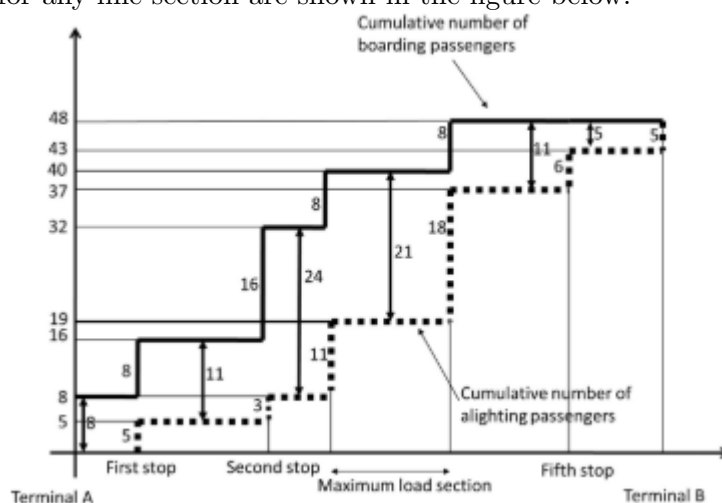 for any line section are shown in the figure below:
Cumulative number of
boarding passengers
48
8
5
5
43
11
6
40
37
8
18
32
21
16
24
19
16
11
8
11
Cumulative number of
alighting passengers
8
3
8
5
5
First stop
Second stop
Maximum load section
Fifth stop
Terminal A
Terminal B